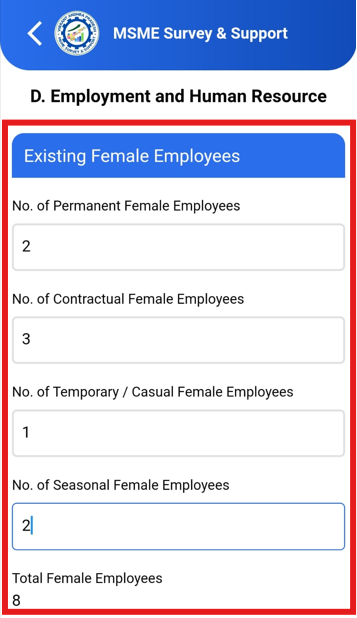 MSME Survey & Support
D. Employment and Human Resource
Existing Female Employees
No. of Permanent Female Employees
2
No. of Contractual Female Employees
3
No. of Temporary / Casual Female Employees
1
No. of Seasonal Female Employees
2
Total Female Employees
8